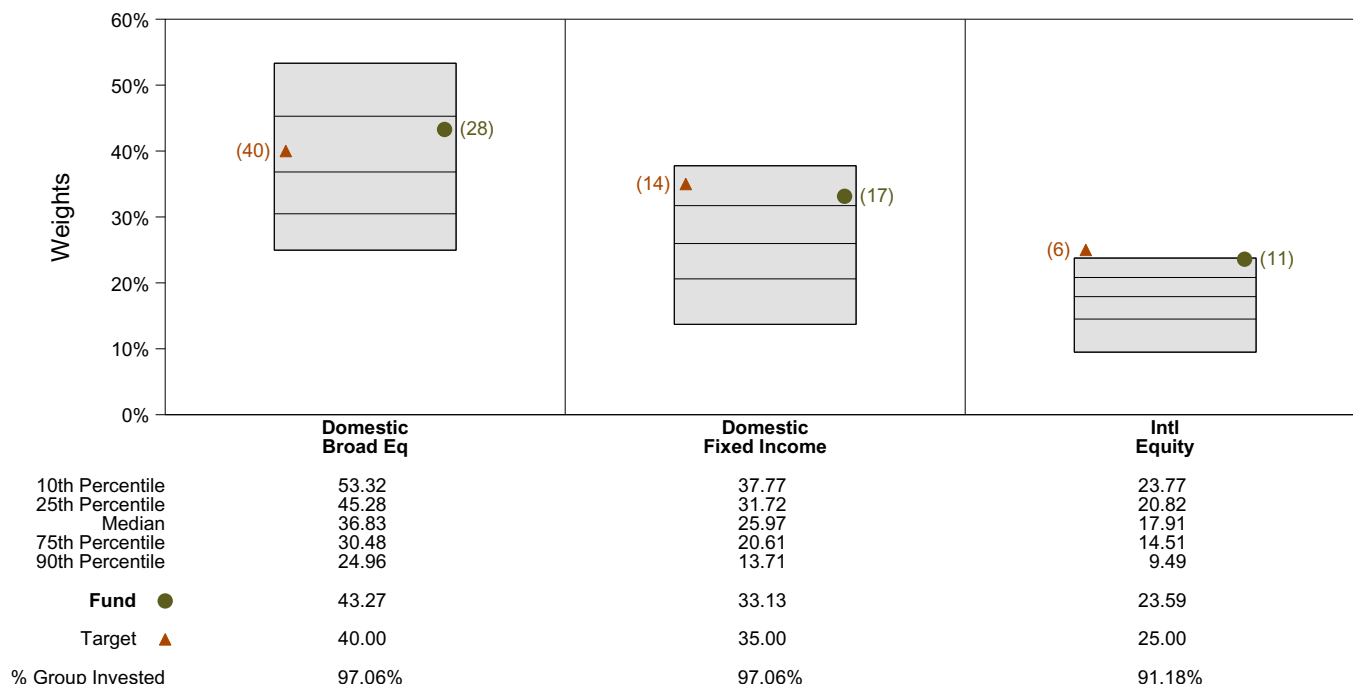 60%
50%
40%
30%
20%
10%
0%
Weights
(40)
(28)
(14)
(17)
(6)
(11)
Domestic
Broad Eq
Domestic
Fixed Income
Intl
Equity
10th Percentile 53.32 37.77 23.77
25th Percentile 45.28 31.72 20.82
Median 36.83 25.97 17.91
75th Percentile 30.48 20.61 14.51
90th Percentile 24.96 13.71 9.49
Fund 43.27 33.13 23.59
Target 40.00 35.00 25.00
% Group Invested 97.06% 97.06% 91.18%